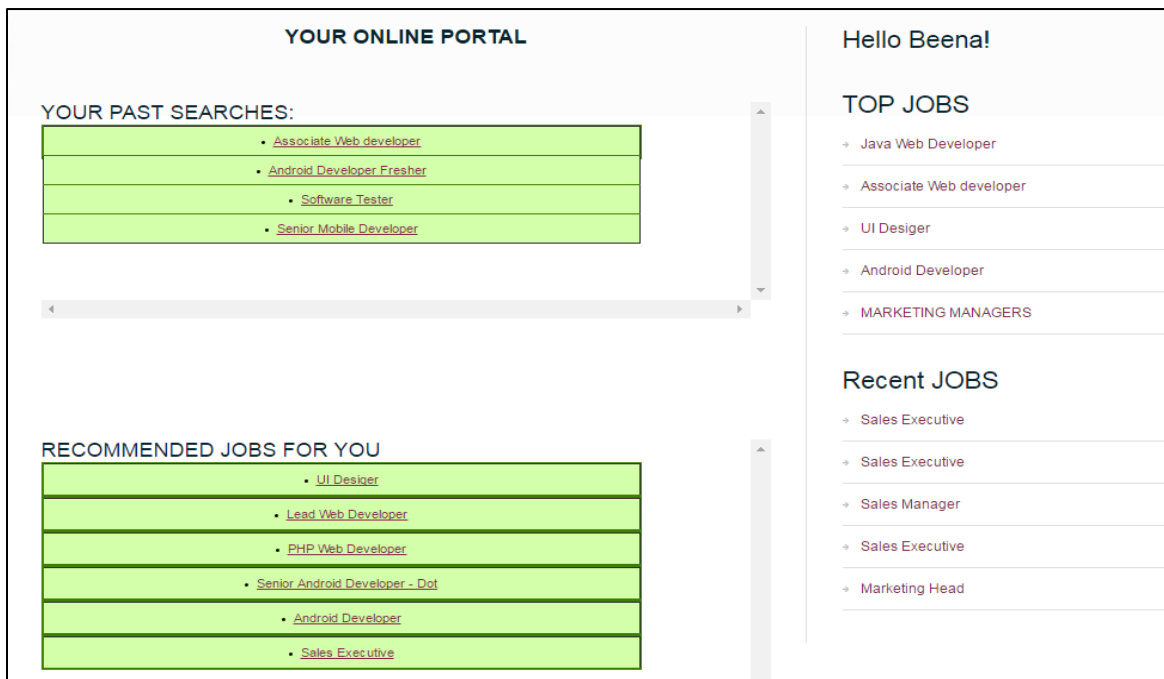 YOUR ONLINE PORTAL
YOUR PAST SEARCHES:
Associate Web developer
Android Developer Fresher
Software Tester
Senior Mobile Developer
RECOMMENDED JOBS FOR YOU
UI Desiger
Lead Web Developer
PHP Web Developer
Senior Android Developer - Dot
Android Developer
Sales Executive
Hello Beena!
TOP JOBS
Java Web Developer
Associate Web developer
UI Desiger
Android Developer
MARKETING MANAGERS
Recent JOBS
Sales Executive
Sales Executive
Sales Manager
Sales Executive
Marketing Head